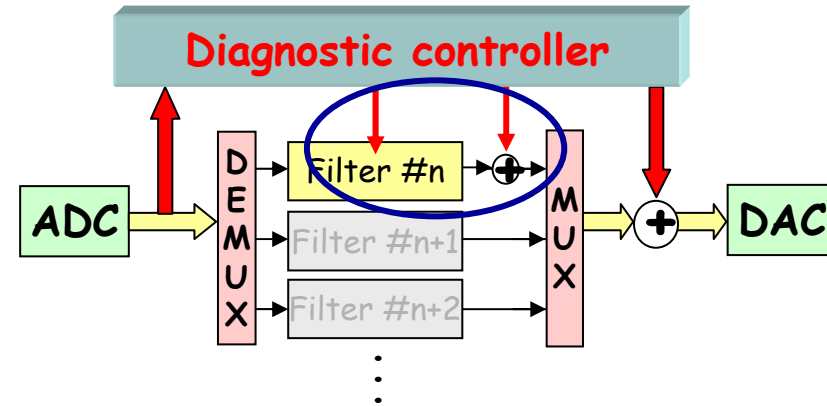 Diagnostic controller
ADC
DEMUX
Filter #n
+
Filter #n+1
Filter #n+2
MUX
+
DAC